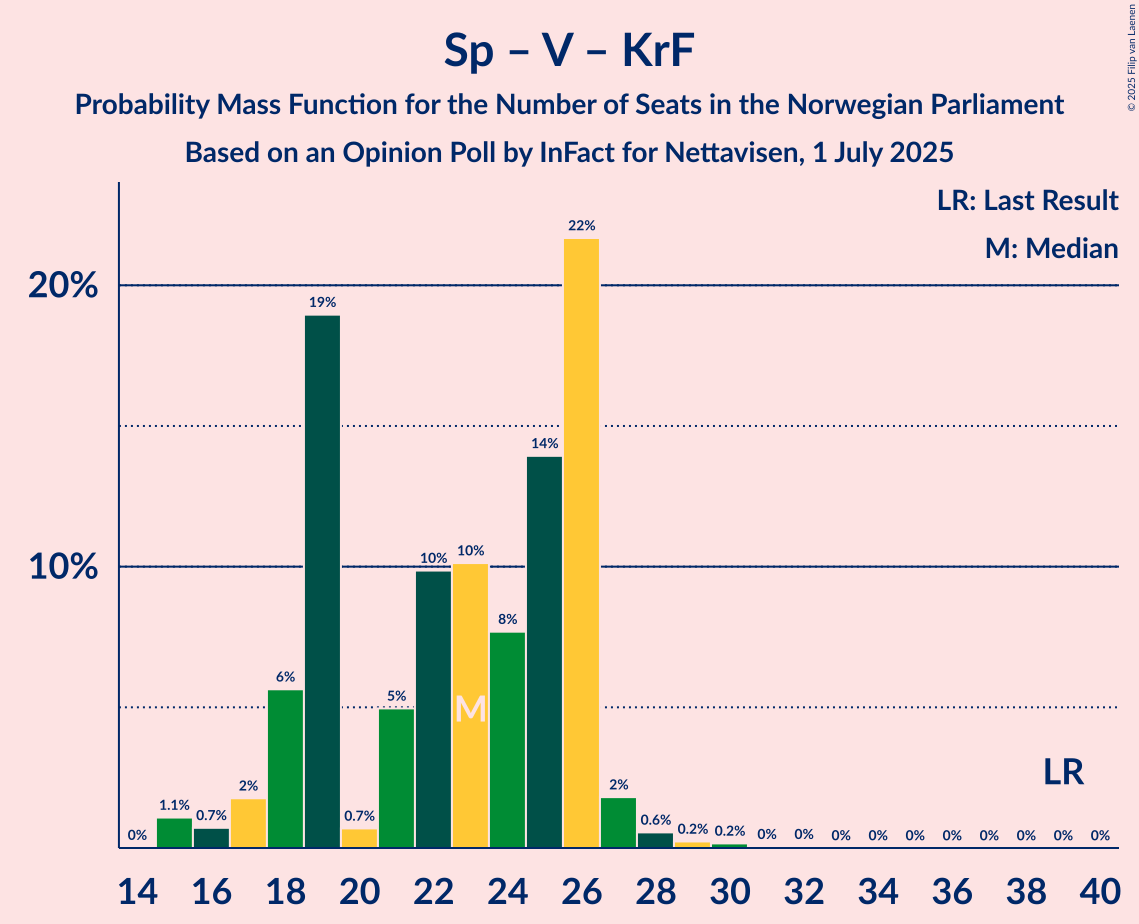 Sp – V – KrF
Probability Mass Function for the Number of Seats in the Norwegian Parliament
Based on an Opinion Poll by InFact for Nettavisen, 1 July 2025
© 2025 Filip van Laenen
LR: Last Result
M: Median
20%
10%
0% 1.1% 0.7% 2% 6% 19% 0.7% 5% 10% 10% 8% 14% 22% 2% 0.6% 0.2% 0.2% 0% 0% 0% 0% 0% 0% 0% 0% 0% 0%
M
LR
14 16 18 20 22 24 26 28 30 32 34 36 38 40